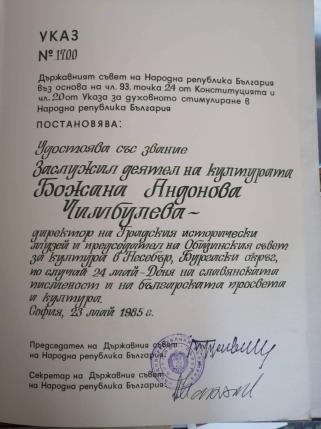 УКАЗ
№ 1700
Държавният съвет на Народна република България
въз основа на чл. 93, точка 24 от Конституцията и
чл. 20 от Указа за духовното стимулиране в
Народна република България
ПОСТАНОВЯВА:
Удостоява със звание
Заслужил деятел на културата
Божана Андонова
Чимбулева –
директор на Градския исторически
музей и председател на Общинския съвет
за култура в Несебър, Бургаски окръг,
по случай 24 май - Деня на славянската
писменост и на българската просвета
и култура.
София, 23 май 1985 г.
Председател на Държавния съвет
на Народна република България:
Секретар на Държавния съвет
на Народна република България: